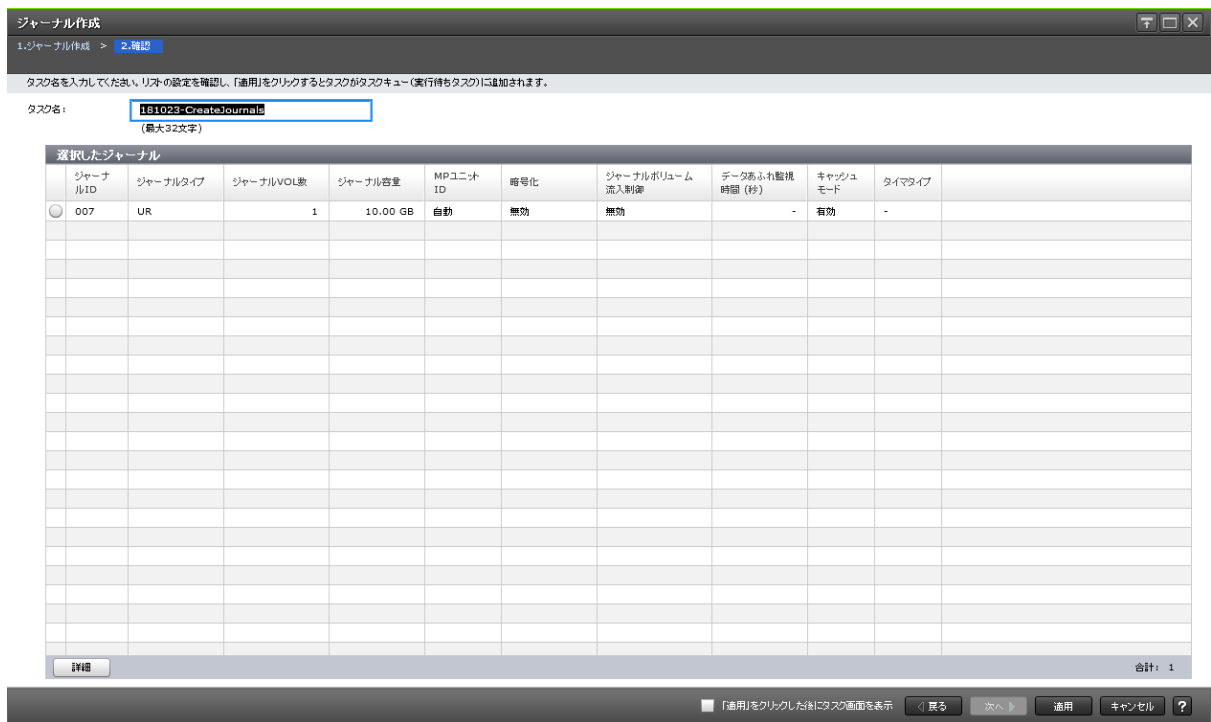 ジャーナル作成
1.ジャーナル作成 > 2.確認
タスク名を入力してください。リストの設定を確認し、「適用」をクリックするとタスクがタスクキュー(実行待ちタスク)に追加されます。
タスク名: 181023-CreateJournals
(最大32文字)
選択したジャーナル
ジャーナルID ジャーナルタイプ ジャーナルVOL数 ジャーナル容量 MPユニットID 暗号化 ジャーナルボリューム流入制御 データあふれ監視時間 (秒) キャッシュモード タイマタイプ
007 UR 1 10.00 GB 自動 無効 無効 - 有効 -
詳細 合計: 1
「適用」をクリックした後にタスク画面を表示 戻る 次へ 適用 キャンセル ?